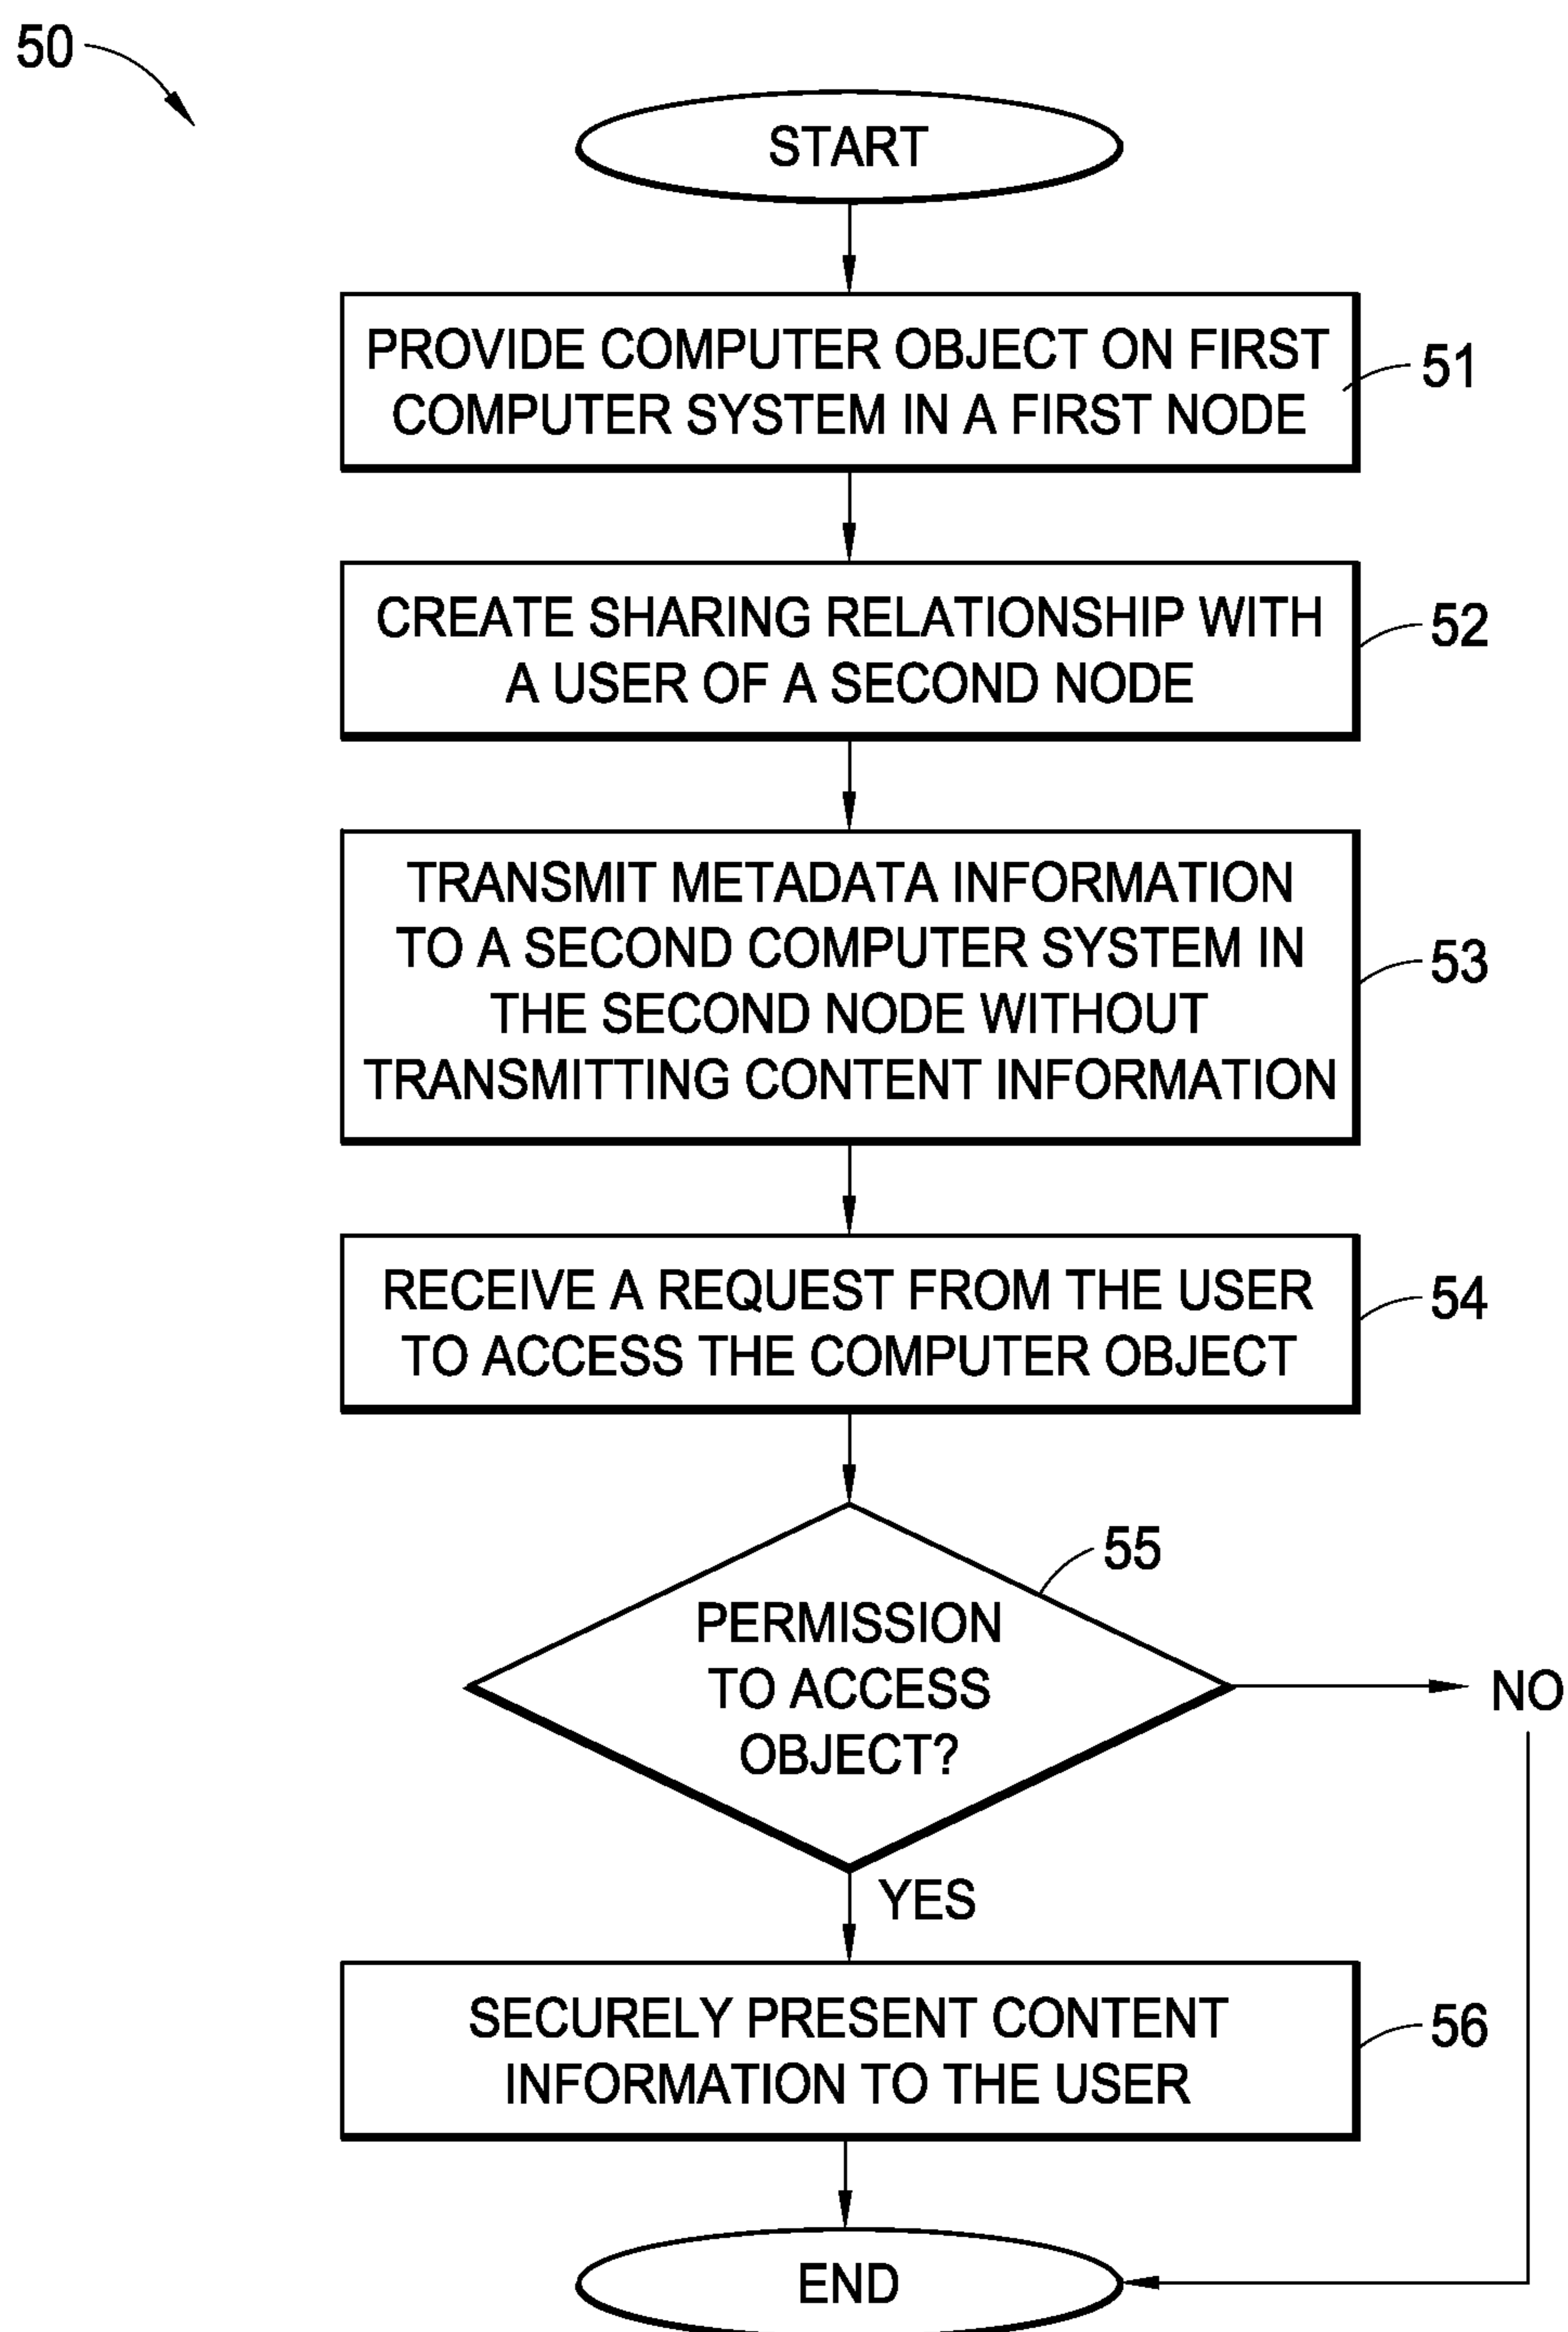 50
START
PROVIDE COMPUTER OBJECT ON FIRST
COMPUTER SYSTEM IN A FIRST NODE
51
CREATE SHARING RELATIONSHIP WITH
A USER OF A SECOND NODE
52
TRANSMIT METADATA INFORMATION
TO A SECOND COMPUTER SYSTEM IN
THE SECOND NODE WITHOUT
TRANSMITTING CONTENT INFORMATION
53
RECEIVE A REQUEST FROM THE USER
TO ACCESS THE COMPUTER OBJECT
54
55
PERMISSION
TO ACCESS
OBJECT?
NO
YES
SECURELY PRESENT CONTENT
INFORMATION TO THE USER
56
END